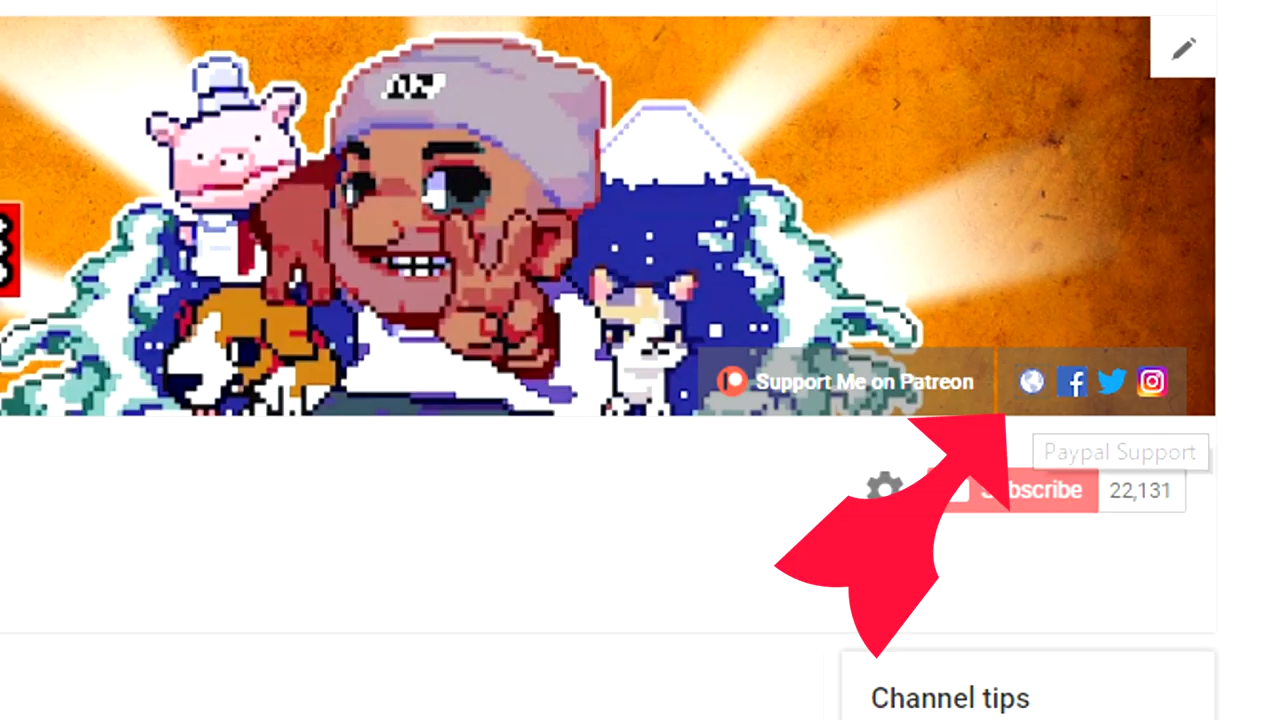 Support Me on Patreon
Paypal Support
Subscribe
22,131
Channel tips